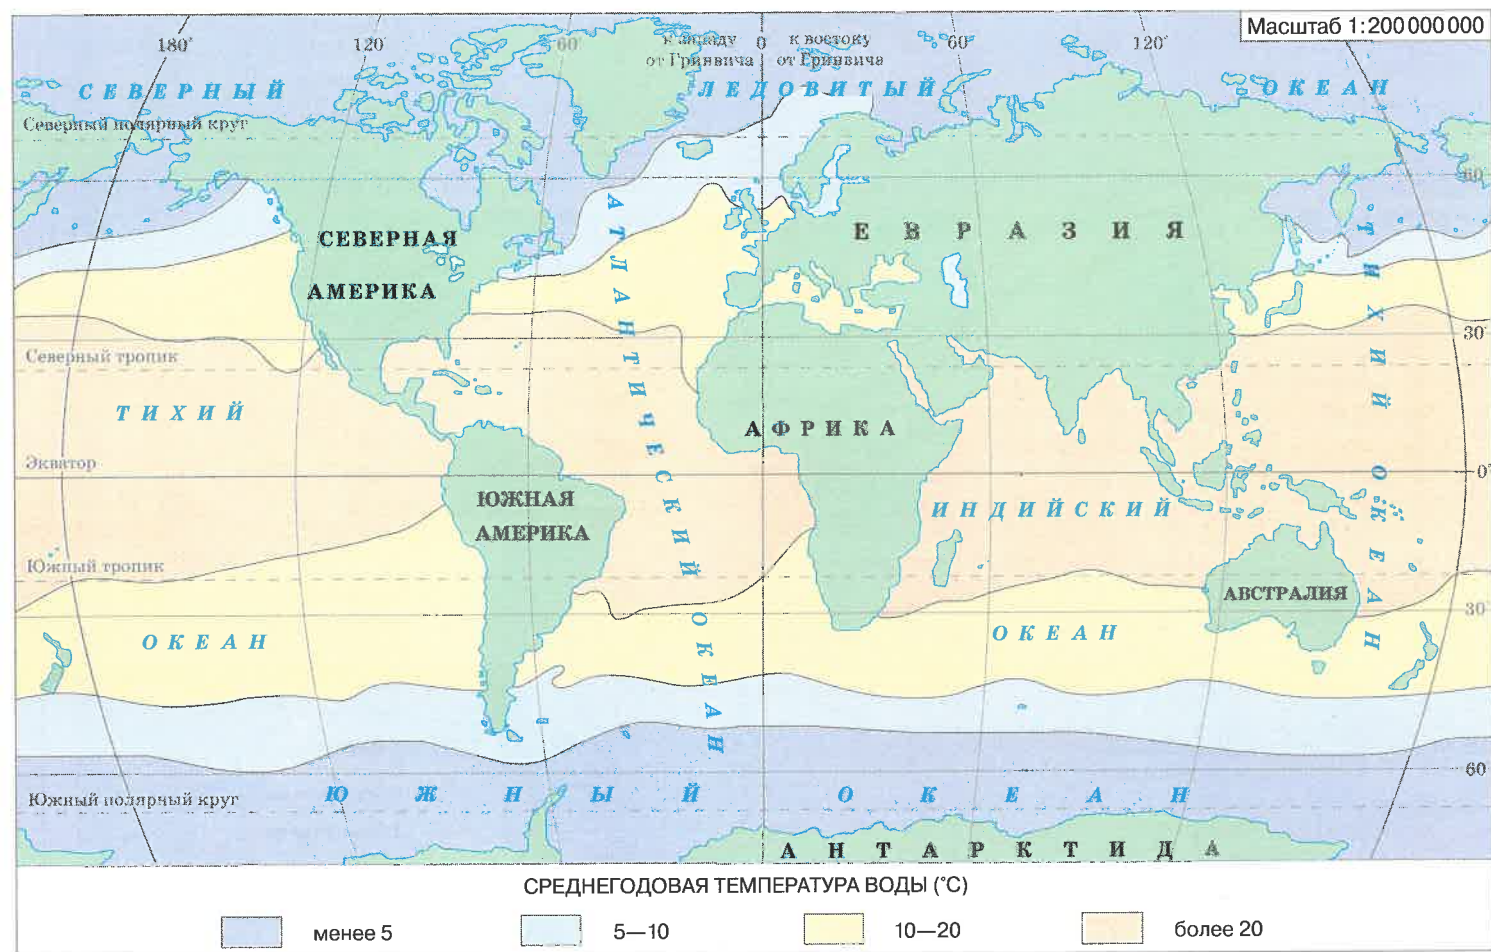 Масштаб 1:200 000 000
180° 120° 60° к западу 0 к востоку 60° 120°
от Гринвича от Гринвича
СЕВЕРНЫЙ ЛЕДОВИТЫЙ ОКЕАН
Северный полярный круг
60
АТЛАНТИЧЕСКИЙ ОКЕАН
СЕВЕРНАЯ
АМЕРИКА
ЕВРАЗИЯ
ТИХИЙ ОКЕАН
30°
Северный тропик
ТИХИЙ
АФРИКА
Экватор
0°
ЮЖНАЯ
АМЕРИКА
ИНДИЙСКИЙ
Южный тропик
АВСТРАЛИЯ
30°
ОКЕАН
ОКЕАН
60
Южный полярный круг
ЮЖНЫЙ ОКЕАН
АНТАРКТИДА
СРЕДНЕГОДОВАЯ ТЕМПЕРАТУРА ВОДЫ (°С)
менее 5 5—10 10—20 более 20